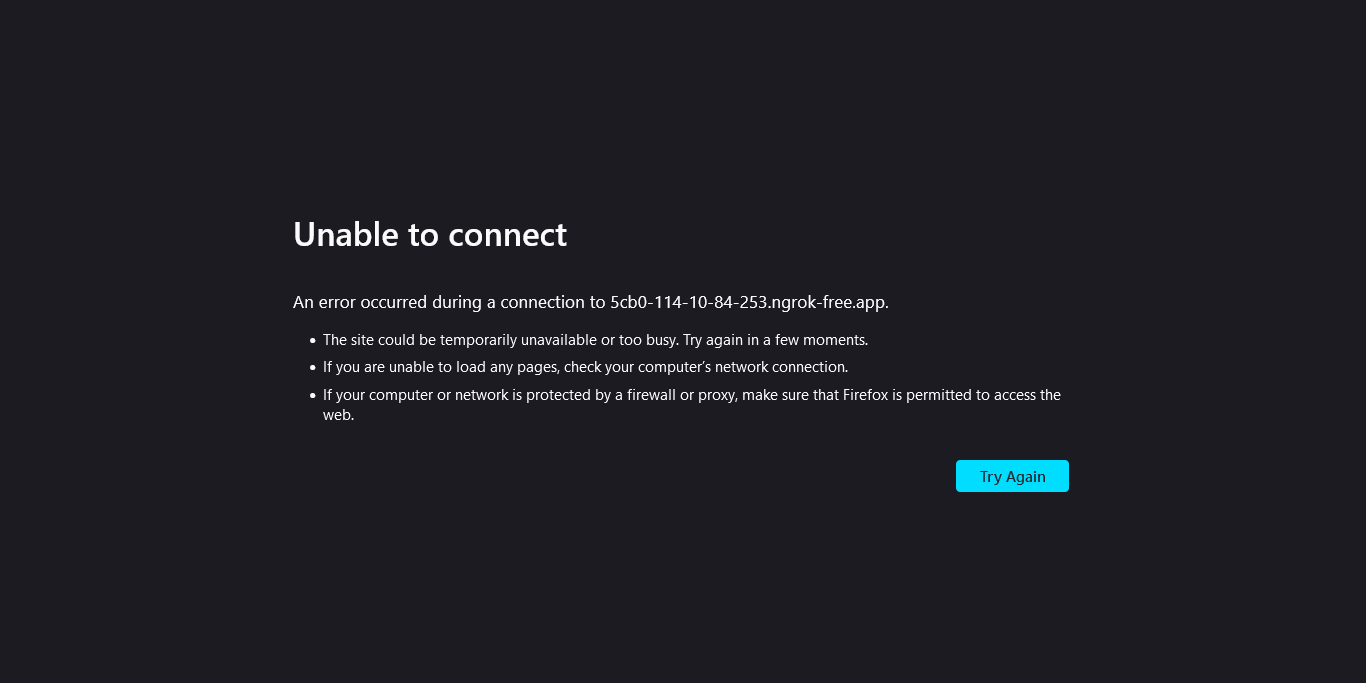 Unable to connect
An error occurred during a connection to 5cb0-114-10-84-253.ngrok-free.app.
• The site could be temporarily unavailable or too busy. Try again in a few moments.
• If you are unable to load any pages, check your computer’s network connection.
• If your computer or network is protected by a firewall or proxy, make sure that Firefox is permitted to access the
web.
Try Again